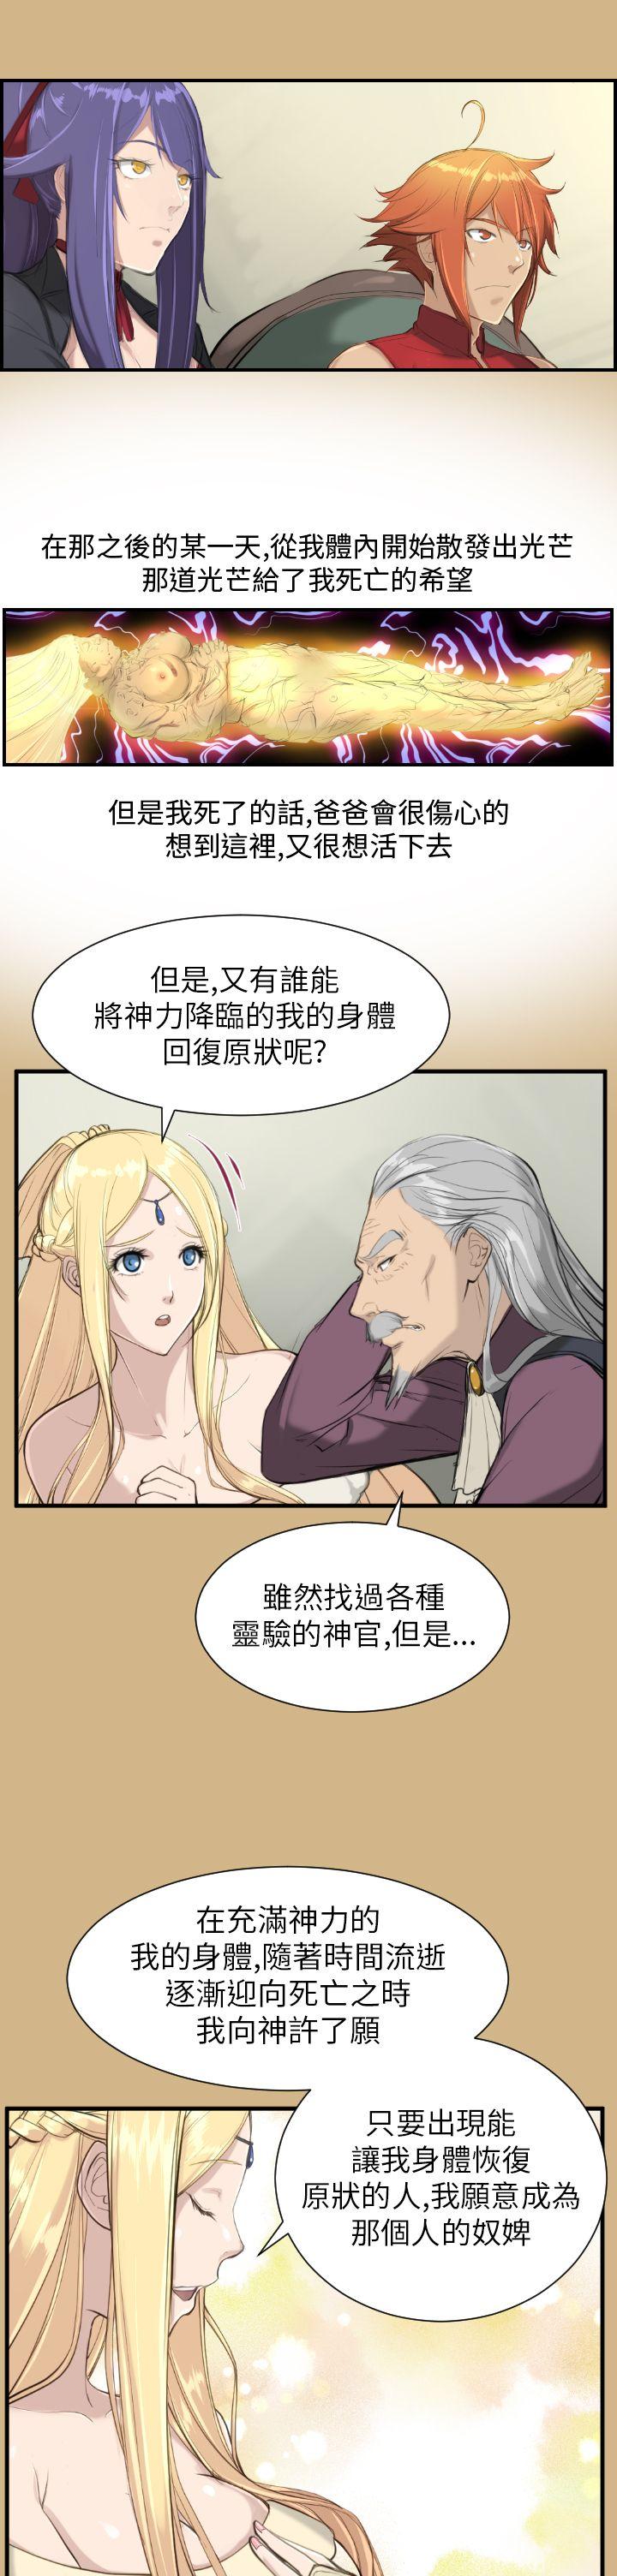 在那之後的某一天,從我體內開始散發出光芒
那道光芒給了我死亡的希望
但是我死了的話,爸爸會很傷心的
想到這裡,又很想活下去
但是,又有誰能
將神力降臨的我的身體
回復原狀呢?
雖然找過各種
靈驗的神官,但是...
在充滿神力的
我的身體,隨著時間流逝
逐漸迎向死亡之時
我向神許了願
只要出現能
讓我身體恢復
原狀的人,我願意成為
那個人的奴婢